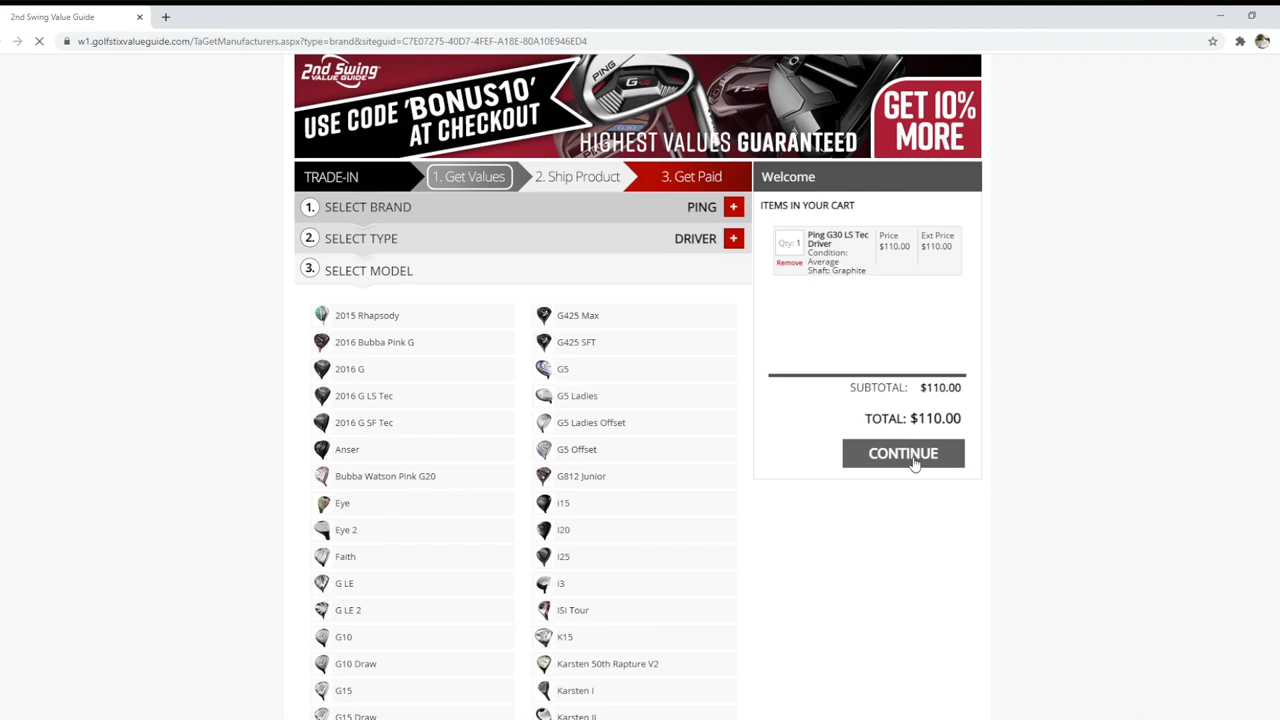 2nd Swing Value Guide
w1.golfstixvalueguide.com/TaGetManufacturers.aspx?type=brand&siteguid=C7E07275-40D7-4FEF-A18E-80A10E946ED4
2nd Swing
VALUE GUIDE
USE CODE 'BONUS10'
AT CHECKOUT
PING
G425
HIGHEST VALUES GUARANTEED
GET 10%
MORE
TRADE-IN
1. Get Values
2. Ship Product
3. Get Paid
Welcome
1. SELECT BRAND PING +
2. SELECT TYPE DRIVER +
3. SELECT MODEL
2015 Rhapsody
2016 Bubba Pink G
2016 G
2016 G LS Tec
2016 G SF Tec
Anser
Bubba Watson Pink G20
Eye
Eye 2
Faith
G LE
G LE 2
G10
G10 Draw
G15
G15 Draw
G425 Max
G425 SFT
G5
G5 Ladies
G5 Ladies Offset
G5 Offset
G812 Junior
i15
I20
I25
i3
ISI Tour
K15
Karsten 50th Rapture V2
Karsten I
Karsten II
ITEMS IN YOUR CART
Qty: 1
Remove
Ping G30 LS Tec
Driver
Condition:
Average
Shaft: Graphite
Price
$110.00
Ext Price
$110.00
SUBTOTAL: $110.00
TOTAL: $110.00
CONTINUE